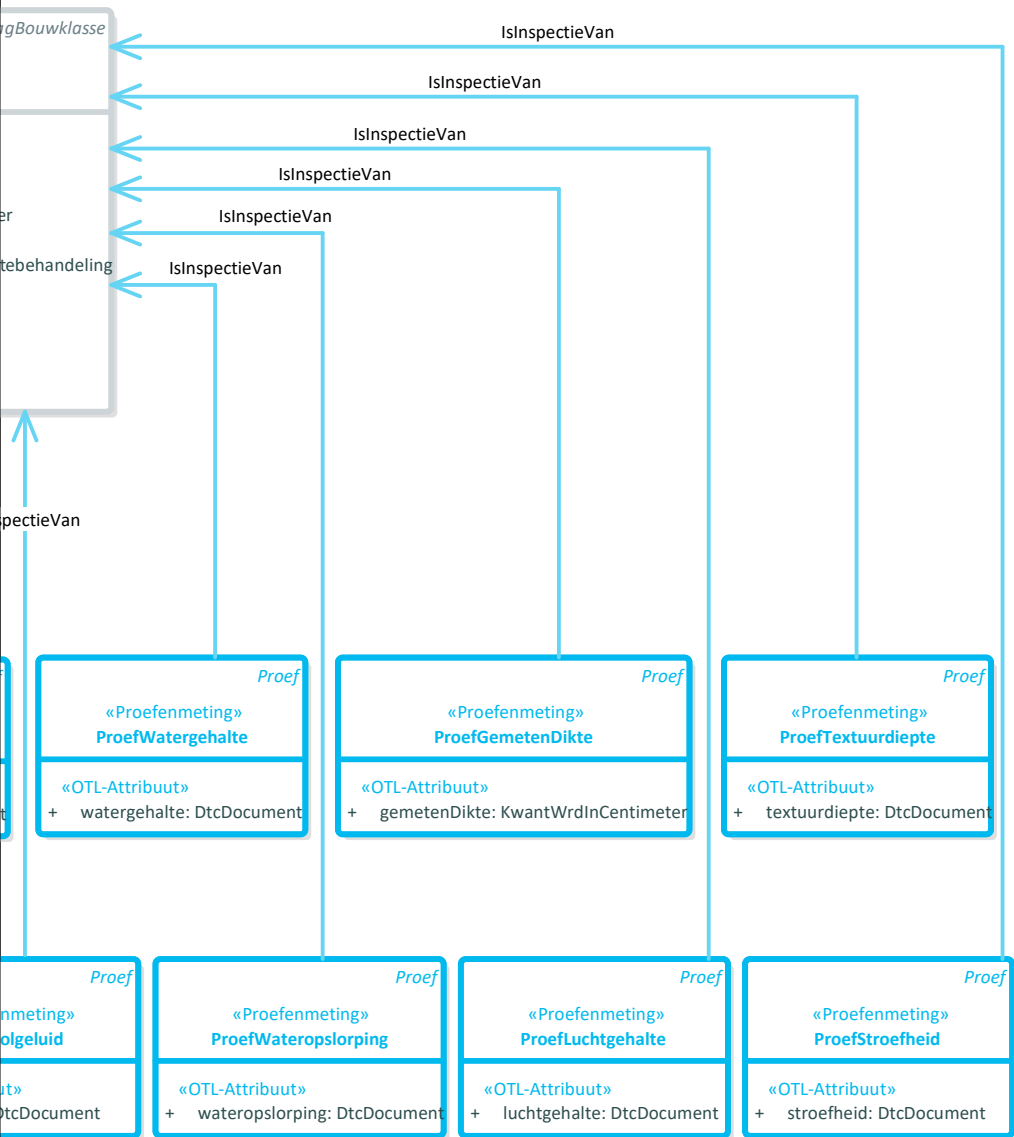 agBouwklasse
IsInspectieVan
IsInspectieVan
IsInspectieVan
IsInspectieVan
er
IsInspectieVan
tebehandeling
IsInspectieVan
spectieVan
Proef
«Proefenmeting»
ProefWatergehalte
«OTL-Attribuut»
+ watergehalte: DtcDocument
Proef
«Proefenmeting»
ProefGemetenDikte
«OTL-Attribuut»
+ gemetenDikte: KwantWrdInCentimeter
Proef
«Proefenmeting»
ProefTextuurdiepte
«OTL-Attribuut»
+ textuurdiepte: DtcDocument
Proef
nmeting»
olgeluid
ut»
DtcDocument
Proef
«Proefenmeting»
ProefWateropslorping
«OTL-Attribuut»
+ wateropslorping: DtcDocument
Proef
«Proefenmeting»
ProefLuchtgehalte
«OTL-Attribuut»
+ luchtgehalte: DtcDocument
Proef
«Proefenmeting»
ProefStroefheid
«OTL-Attribuut»
+ stroefheid: DtcDocument